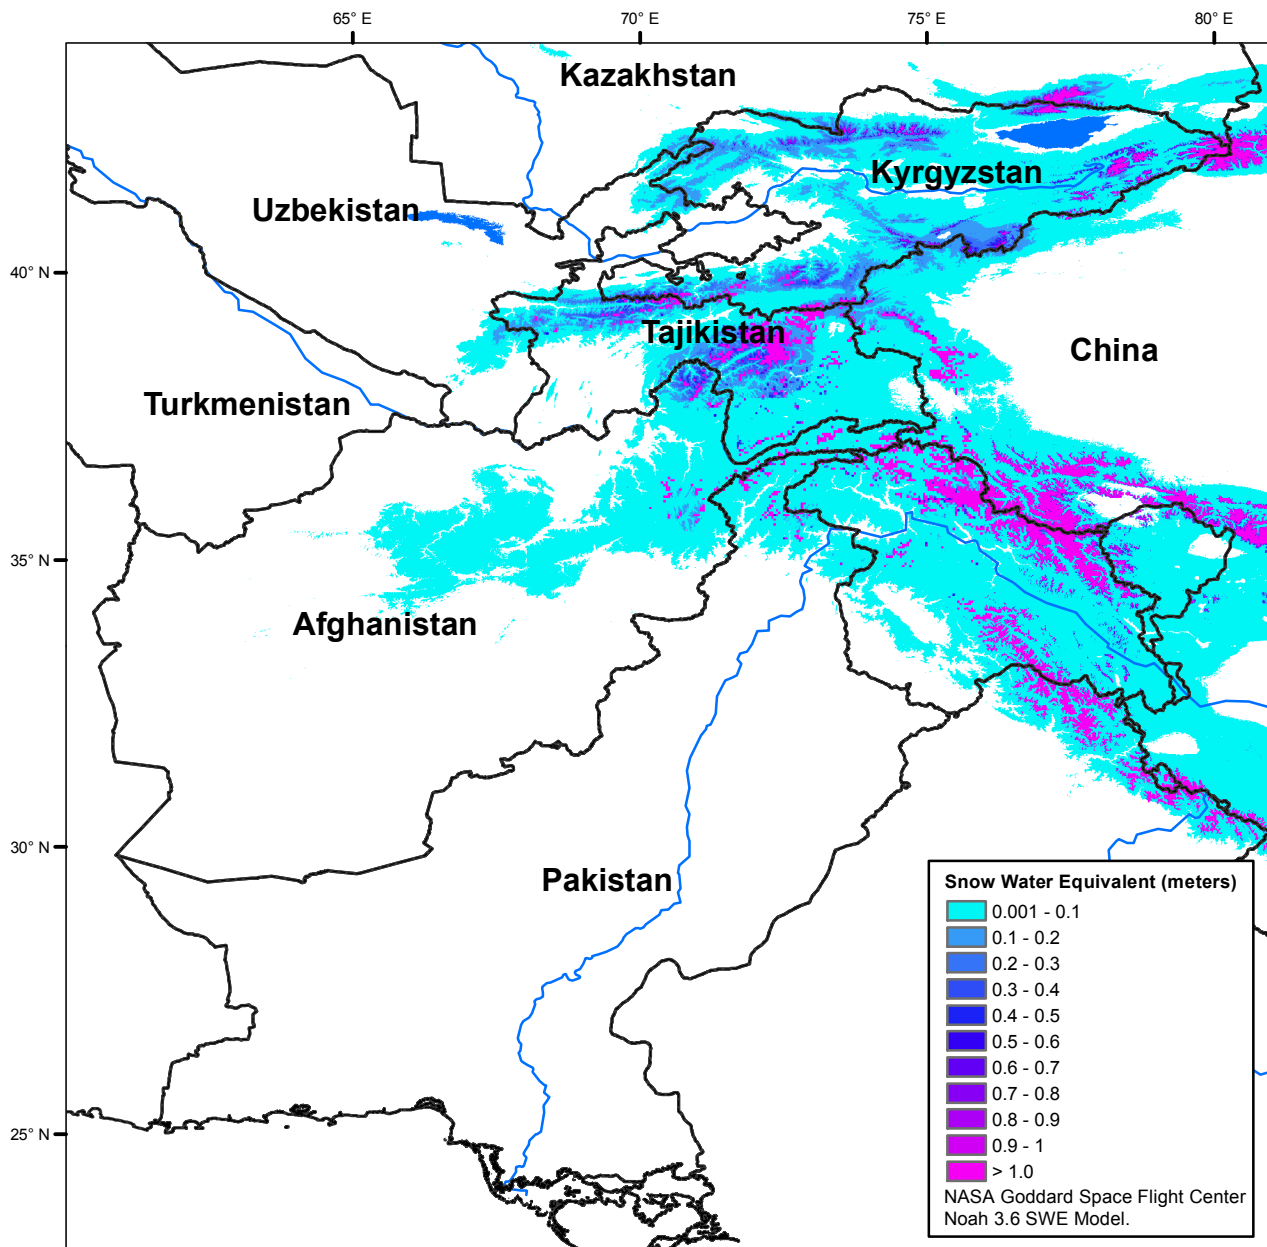 65° E
70° E
75° E
80° E
Kazakhstan
Kyrgyzstan
Uzbekistan
40° N
Tajikistan
China
Turkmenistan
35° N
Afghanistan
30° N
Pakistan
Snow Water Equivalent (meters)
0.001 - 0.1
0.1 - 0.2
0.2 - 0.3
0.3 - 0.4
0.4 - 0.5
0.5 - 0.6
0.6 - 0.7
0.7 - 0.8
0.8 - 0.9
0.9 - 1
> 1.0
25° N
NASA Goddard Space Flight Center
Noah 3.6 SWE Model.